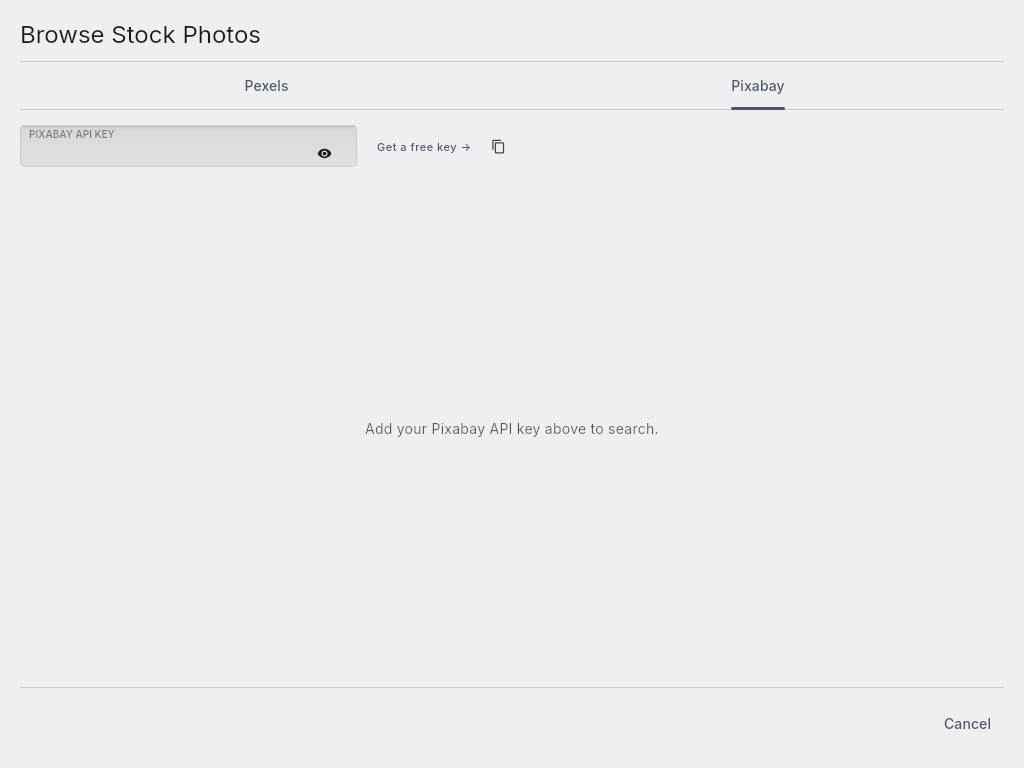 Browse Stock Photos
Pexels
Pixabay
PIXABAY API KEY
Get a free key →
Add your Pixabay API key above to search.
Cancel